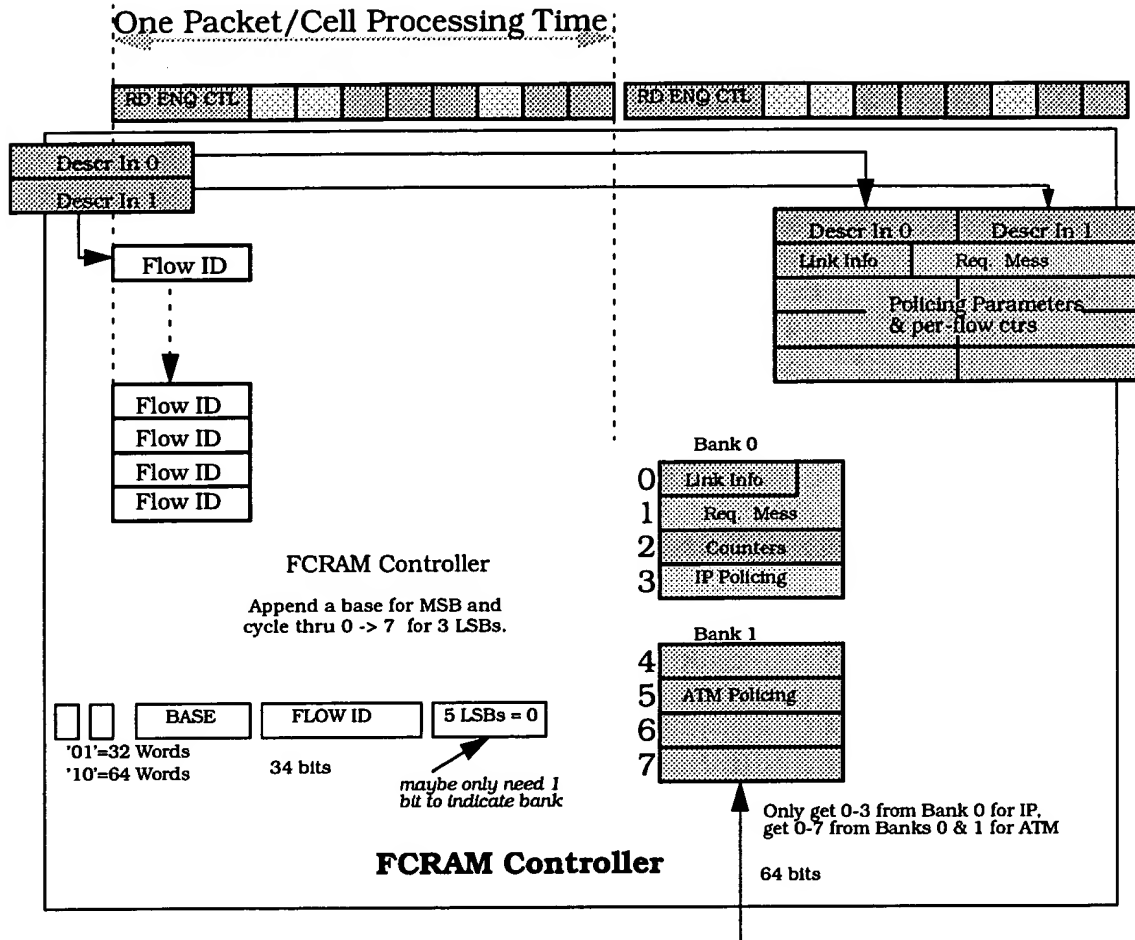 One Packet/Cell Processing Time
RD ENQ CTL
RD ENQ CTL
Descr In 0
Descr In 1
Descr In 0
Descr In 1
Flow ID
Link Info
Req. Mess
Policing Parameters
& per-flow ctrs
Flow ID
Flow ID
Flow ID
Flow ID
Bank 0
0
Link Info
1
Req. Mess
2
Counters
3
IP Policing
FCRAM Controller
Append a base for MSB and
cycle thru 0 -> 7 for 3 LSBs.
Bank 1
4
5
ATM Policing
6
7
BASE
FLOW ID
5 LSBs = 0
'01'=32 Words
'10'=64 Words
34 bits
maybe only need 1
bit to indicate bank
Only get 0-3 from Bank 0 for IP,
get 0-7 from Banks 0 & 1 for ATM
FCRAM Controller
64 bits